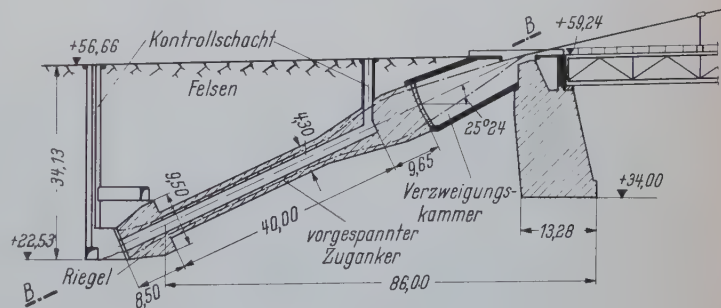 B
+59,24
+56,66
Kontrollschacht
Felsen
4,30
25°24
34,13
9,50
9,65
Verzweigungs-
kammer
+34,00
40,00
vorgespannter
Zuganker
13,28
+22,53
Riegel
86,00
B
8,50